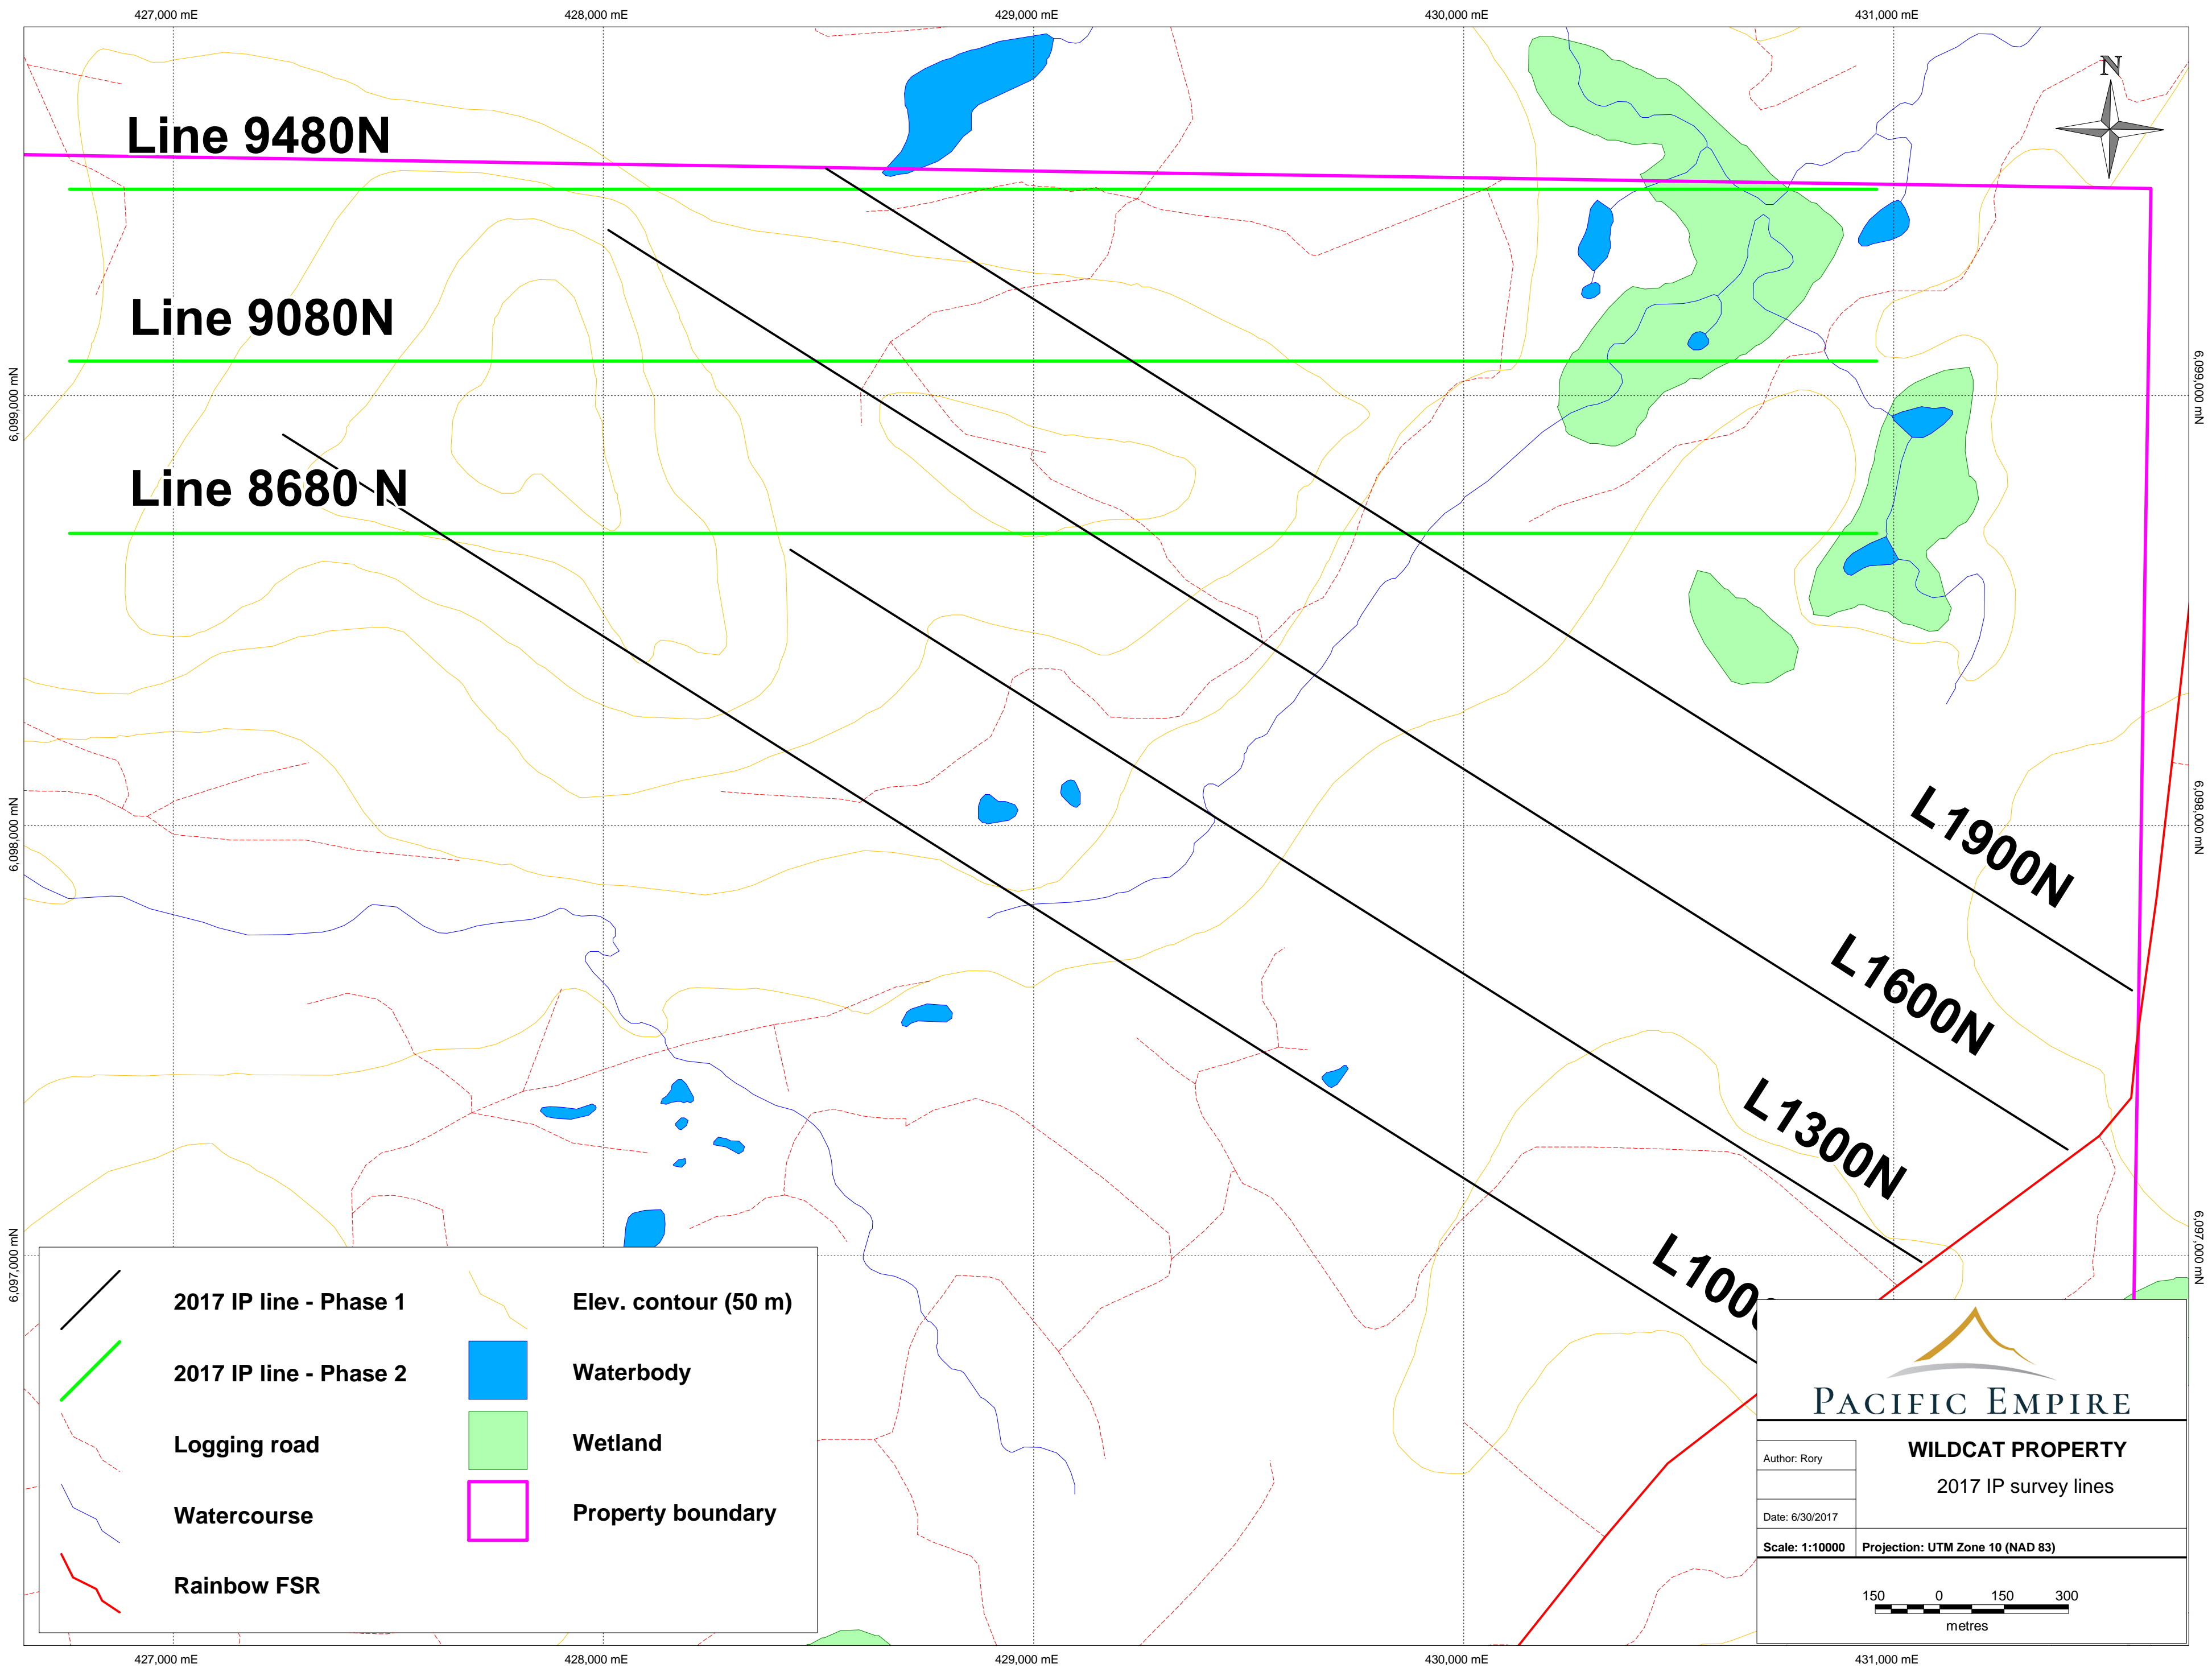 427,000 mE
428,000 mE
429,000 mE
430,000 mE
431,000 mE
N
Line 9480N
Line 9080N
6,099,000 mN
6,099,000 mN
Line 8680 N
6,098,000 mN
6,098,000 mN
L1900N
L1600N
L1300N
L100
6,097,000 mN
6,097,000 mN
2017 IP line - Phase 1
2017 IP line - Phase 2
Logging road
Watercourse
Rainbow FSR
Elev. contour (50 m)
Waterbody
Wetland
Property boundary
PACIFIC EMPIRE
Author: Rory
WILDCAT PROPERTY
2017 IP survey lines
Date: 6/30/2017
Scale: 1:10000
Projection: UTM Zone 10 (NAD 83)
150 0 150 300
metres
427,000 mE
428,000 mE
429,000 mE
430,000 mE
431,000 mE